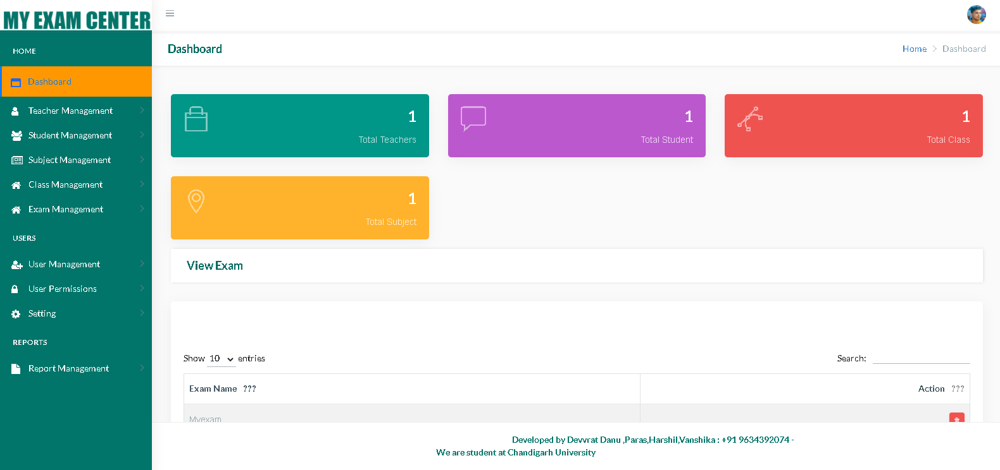 MY EXAM CENTER
HOME
Dashboard
Teacher Management
Student Management
Subject Management
Class Management
Exam Management
USERS
User Management
User Permissions
Setting
REPORTS
Report Management
Dashboard
Home > Dashboard
1
Total Teachers
1
Total Student
1
Total Class
1
Total Subject
View Exam
Show 10 entries
Search:
Exam Name ???
Action ???
Myexam
Developed by Devvrat Danu ,Paras,Harshil,Vanshika : +91 9634392074 -
We are student at Chandigarh University